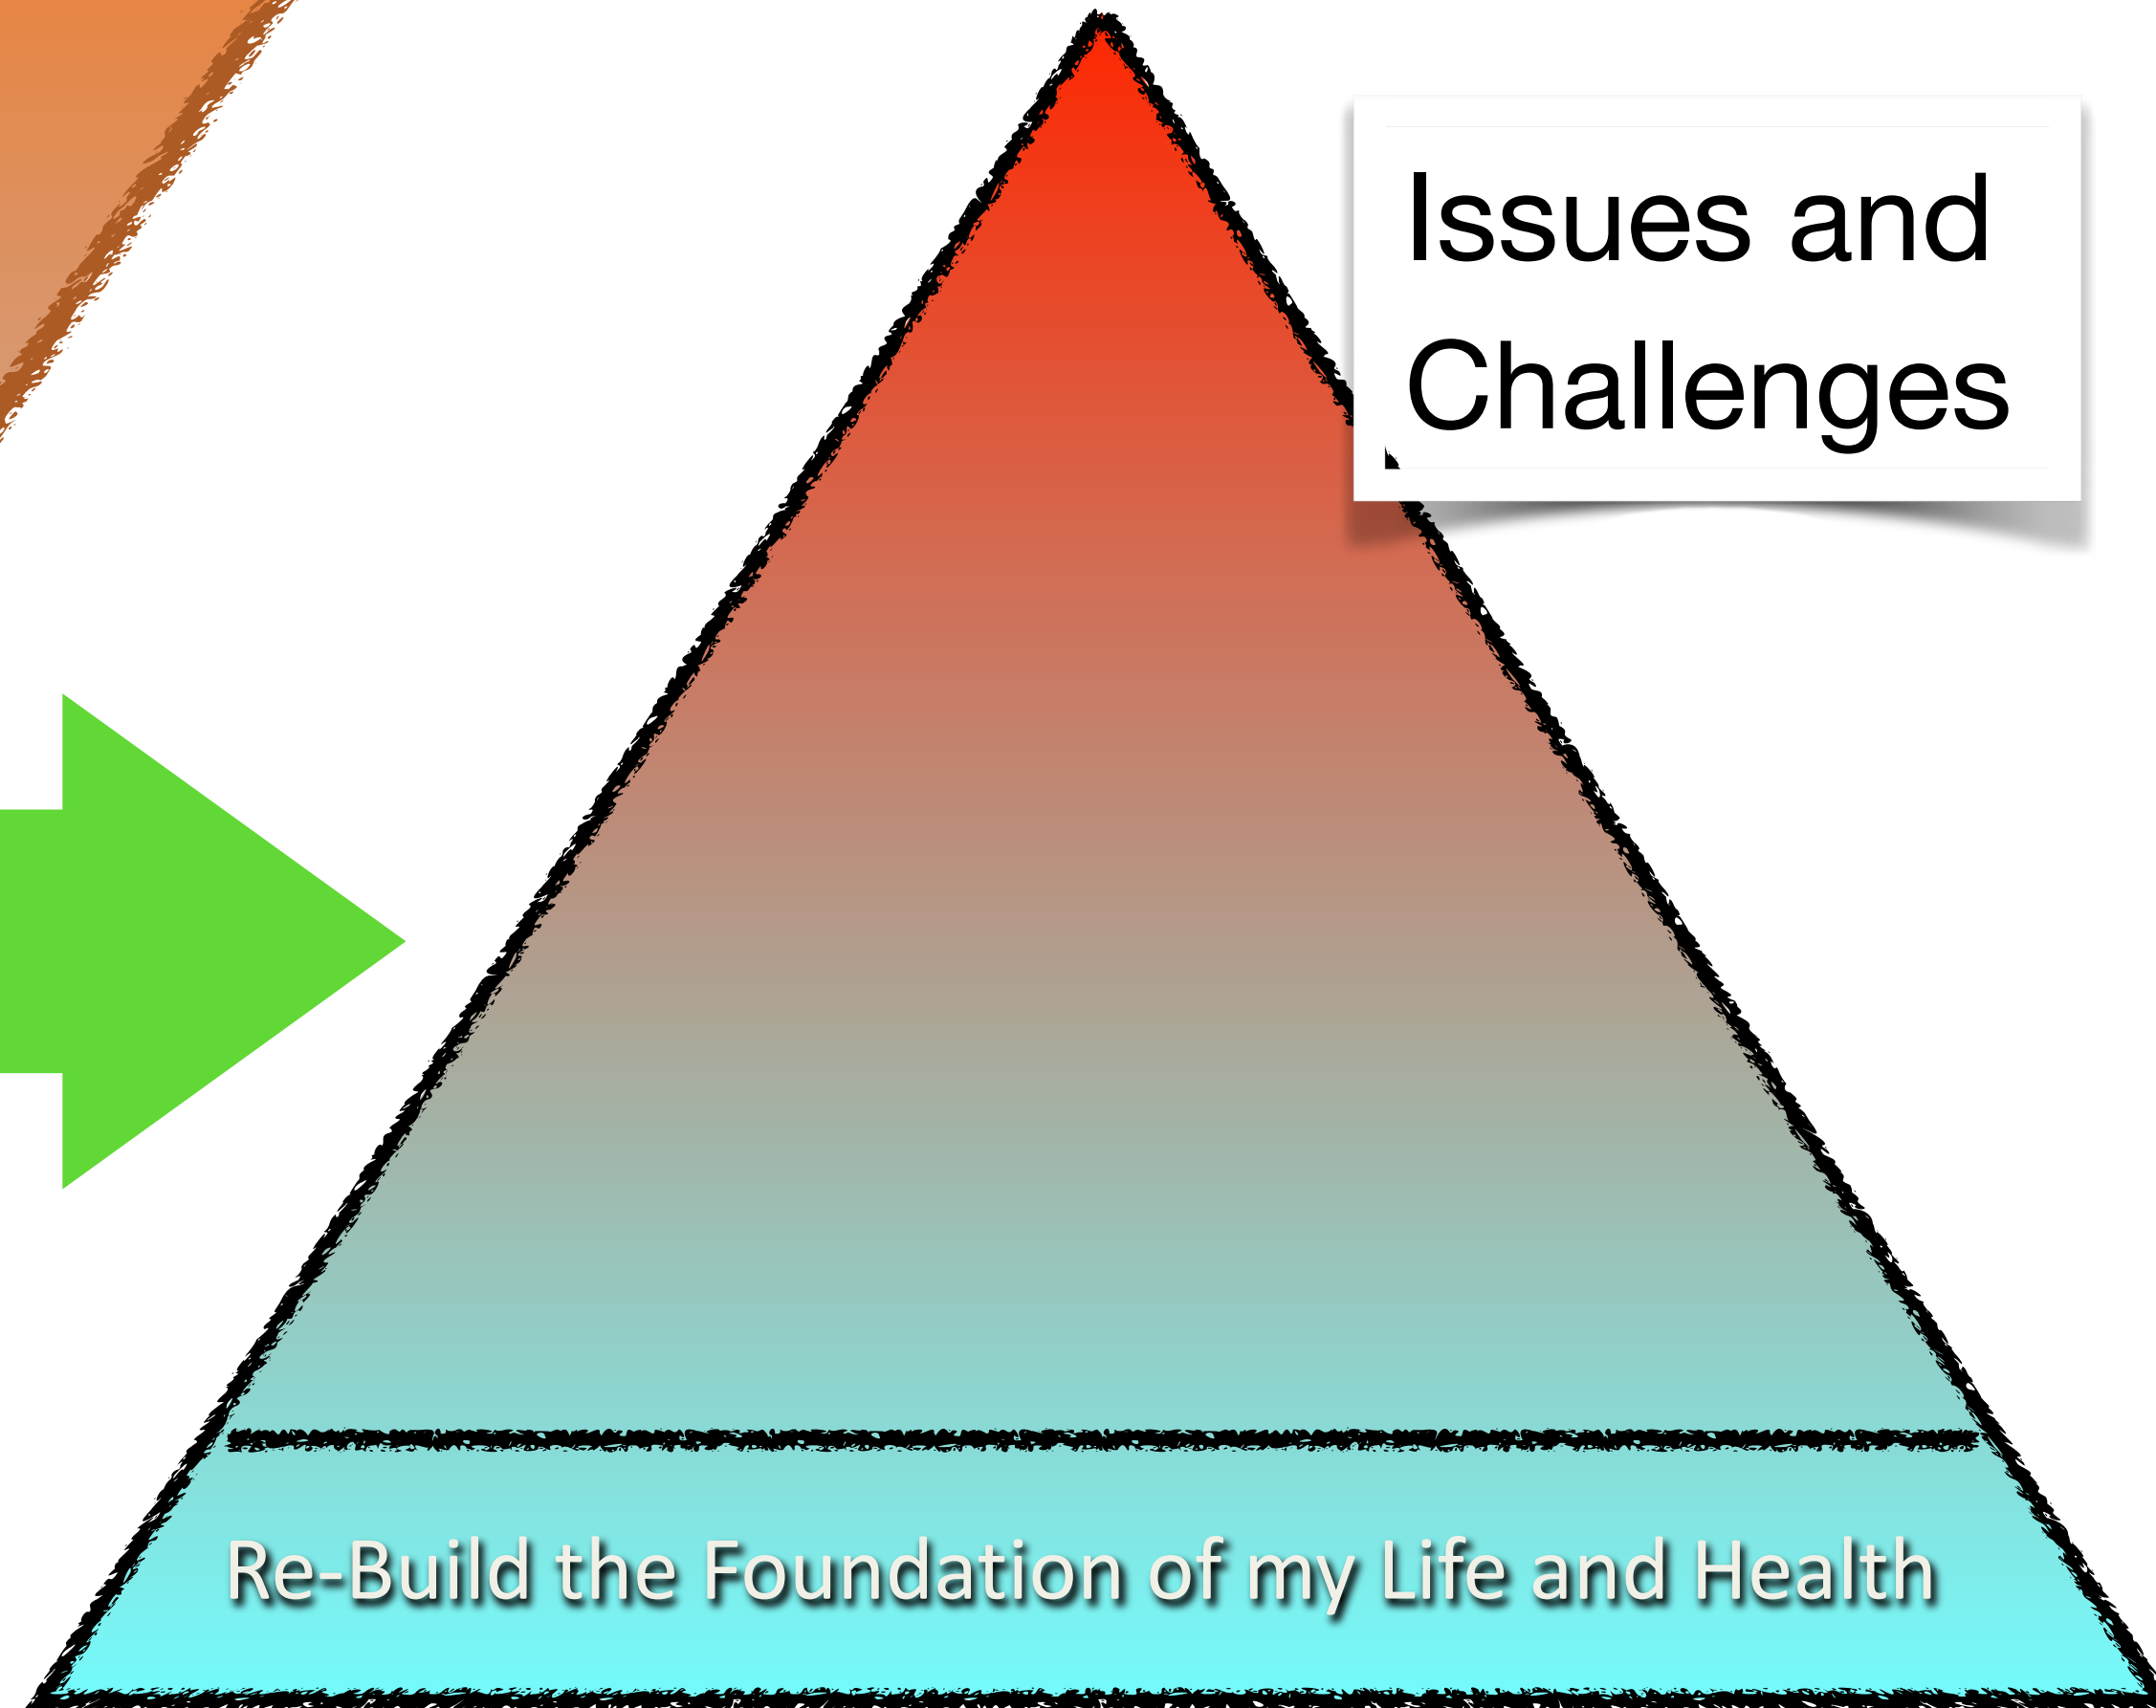 Issues and
Challenges
Re-Build the Foundation of my Life and Health